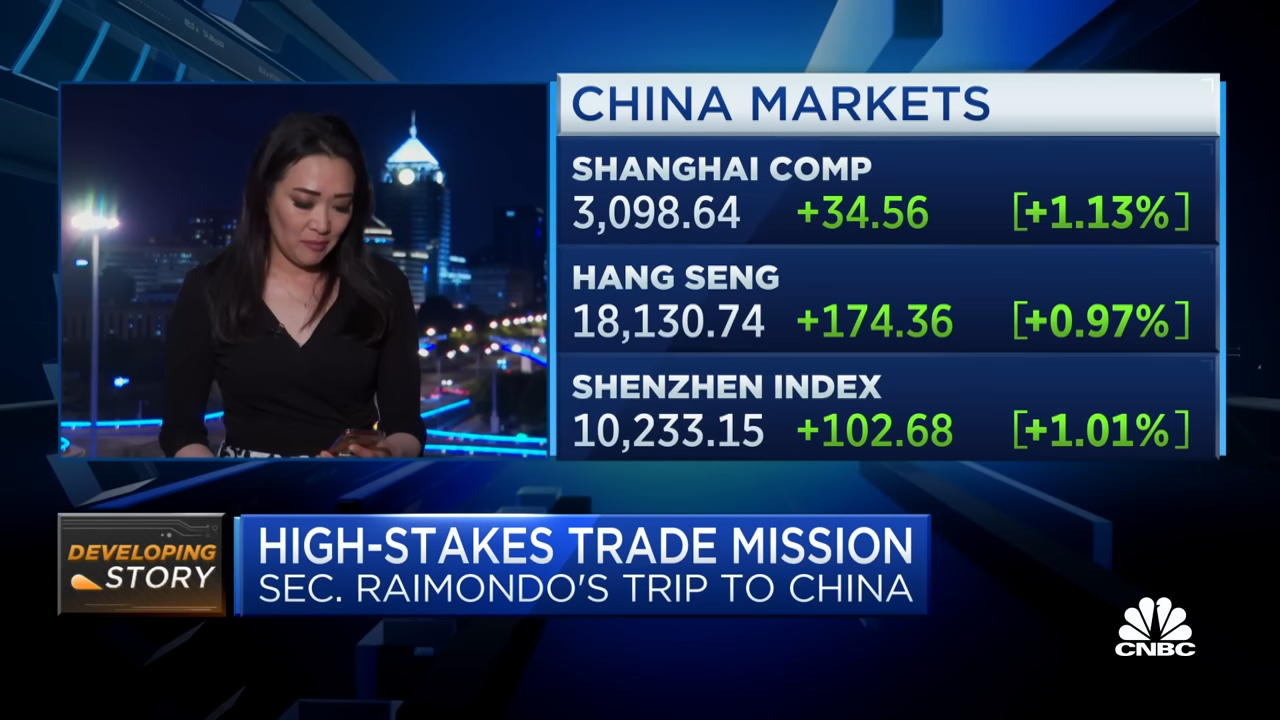 CHINA MARKETS
SHANGHAI COMP
3,098.64 +34.56 [+1.13%]
HANG SENG
18,130.74 +174.36 [+0.97%]
SHENZHEN INDEX
10,233.15 +102.68 [+1.01%]
DEVELOPING
STORY
HIGH-STAKES TRADE MISSION
SEC. RAIMONDO'S TRIP TO CHINA
CNBC